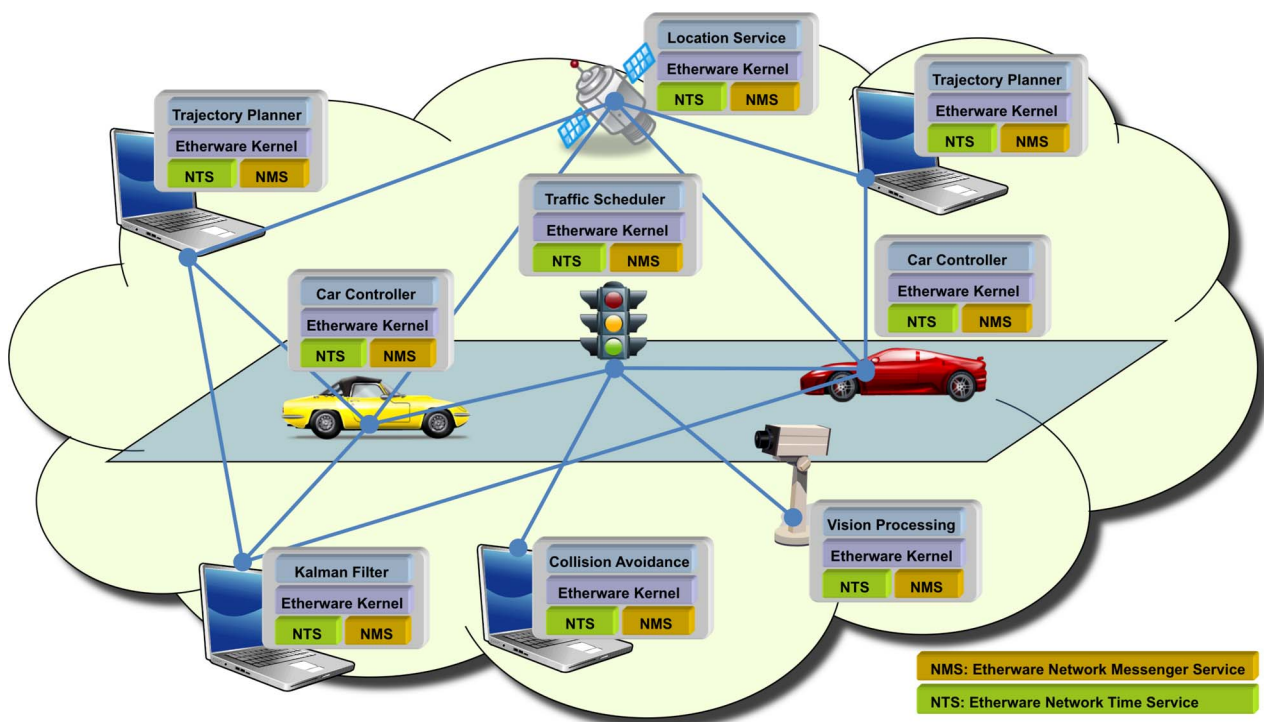 Location Service
Etherware Kernel
NTS
NMS
Trajectory Planner
Etherware Kernel
NTS
NMS
Trajectory Planner
Etherware Kernel
NTS
NMS
Traffic Scheduler
Etherware Kernel
NTS
NMS
Car Controller
Etherware Kernel
NTS
NMS
Car Controller
Etherware Kernel
NTS
NMS
Vision Processing
Etherware Kernel
NTS
NMS
Kalman Filter
Etherware Kernel
NTS
NMS
Collision Avoidance
Etherware Kernel
NTS
NMS
NMS: Etherware Network Messenger Service
NTS: Etherware Network Time Service